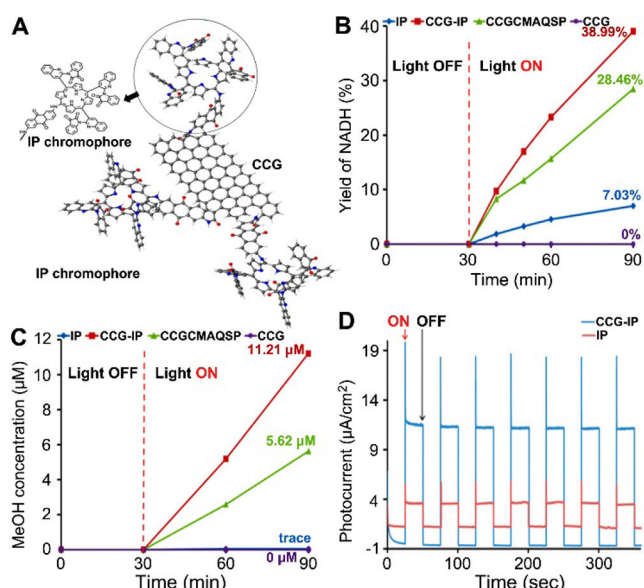 A
IP chromophore
CCG
IP chromophore
B
IP CCG-IP CCGCMAQSP CCG
Yield of NADH (%)
40
30
20
10
0
Light OFF
Light ON
38.99%
28.46%
7.03%
0%
0 30 60 90
Time (min)
C
IP CCG-IP CCGCMAQSP CCG
MeOH concentration (µM)
12
10
8
6
4
2
0
Light OFF
Light ON
11.21 µM
5.62 µM
trace
0 µM
0 30 60 90
Time (min)
D
ON OFF
CCG-IP
IP
Photocurrent (µA/cm²)
19
14
9
4
-1
0 100 200 300
Time (sec)